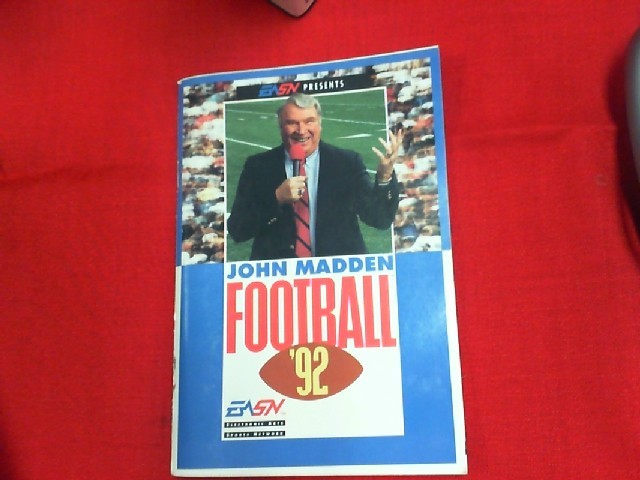 EASN PRESENTS
JOHN MADDEN
FOOTBALL
'92
EASN
ELECTRONIC ARTS
SPORTS NETWORK